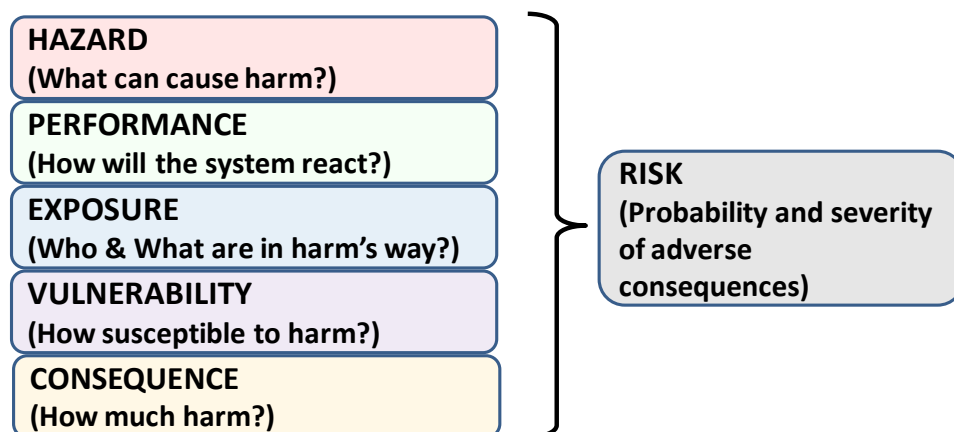 HAZARD
(What can cause harm?)
PERFORMANCE
(How will the system react?)
EXPOSURE
(Who & What are in harm’s way?)
VULNERABILITY
(How susceptible to harm?)
CONSEQUENCE
(How much harm?)
RISK
(Probability and severity
of adverse
consequences)